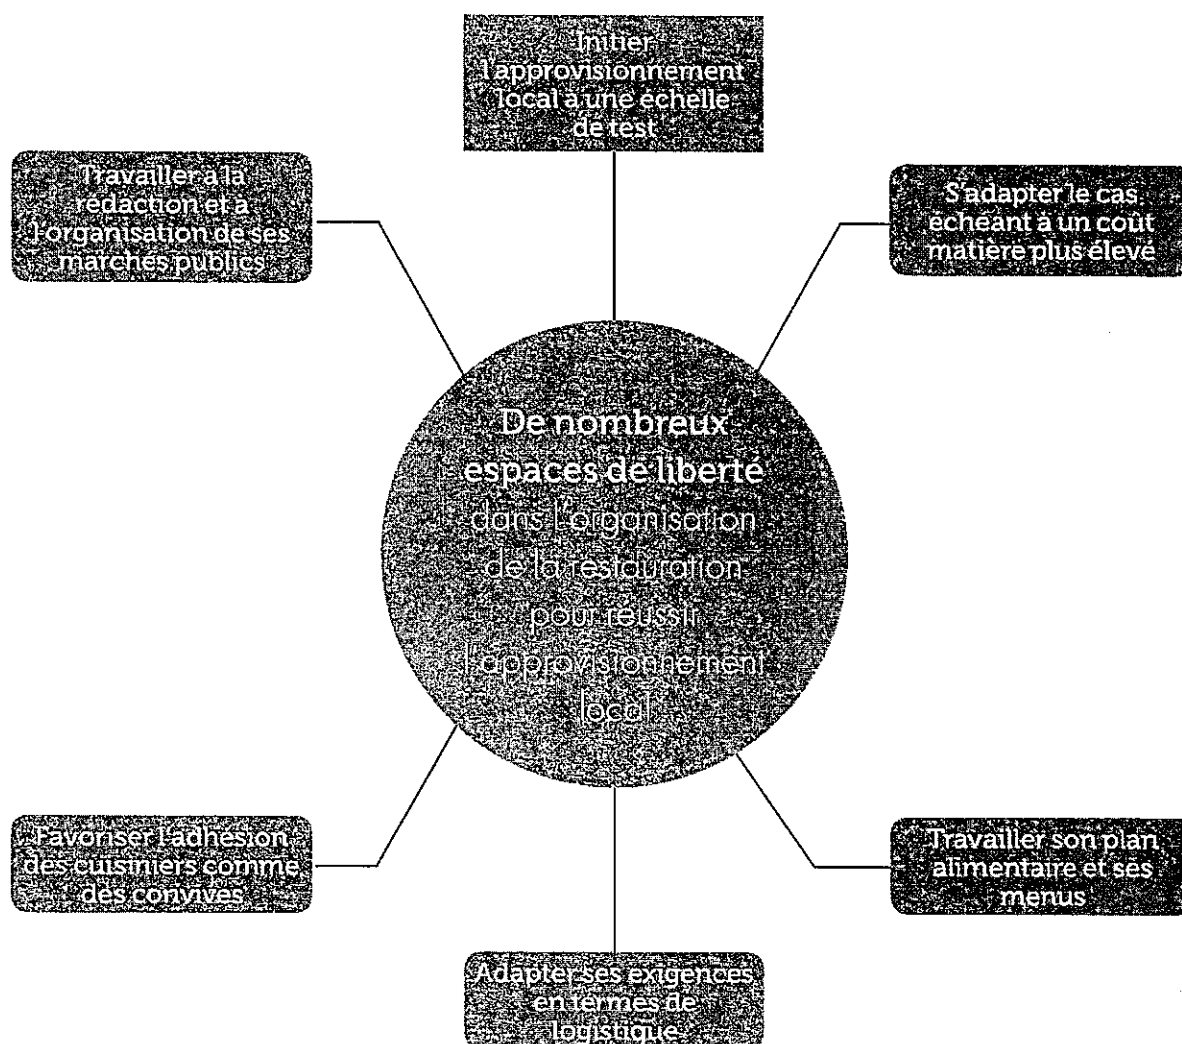 Initier
l'approvisionnement
local à une échelle
de test
Travailler à la
rédaction et à
l'organisation de ses
marchés publics
S'adapter le cas
échéant à un coût
matière plus élevé
De nombreux
espaces de liberté
dans l'organisation
de la restauration
pour réussir
l'approvisionnement
local
Favoriser l'adhésion
des cuisiniers comme
des convives
Travailler son plan
alimentaire et ses
menus
Adapter ses exigences
en termes de
logistique